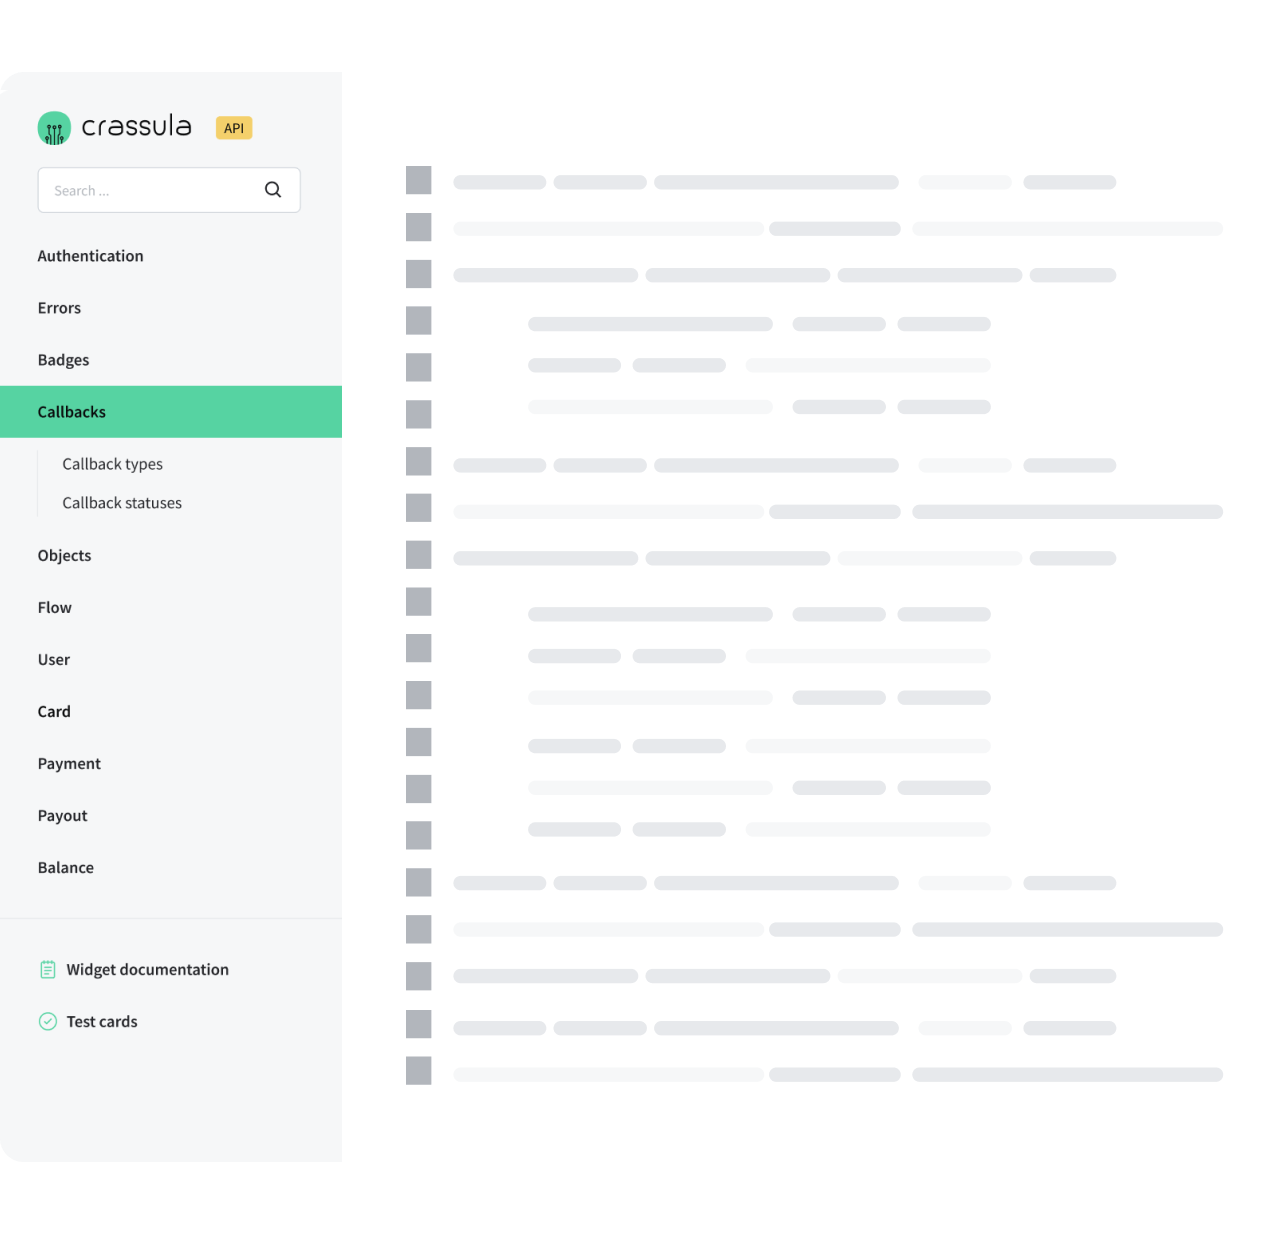 crassula API
Search ...
Authentication
Errors
Badges
Callbacks
Callback types
Callback statuses
Objects
Flow
User
Card
Payment
Payout
Balance
Widget documentation
Test cards